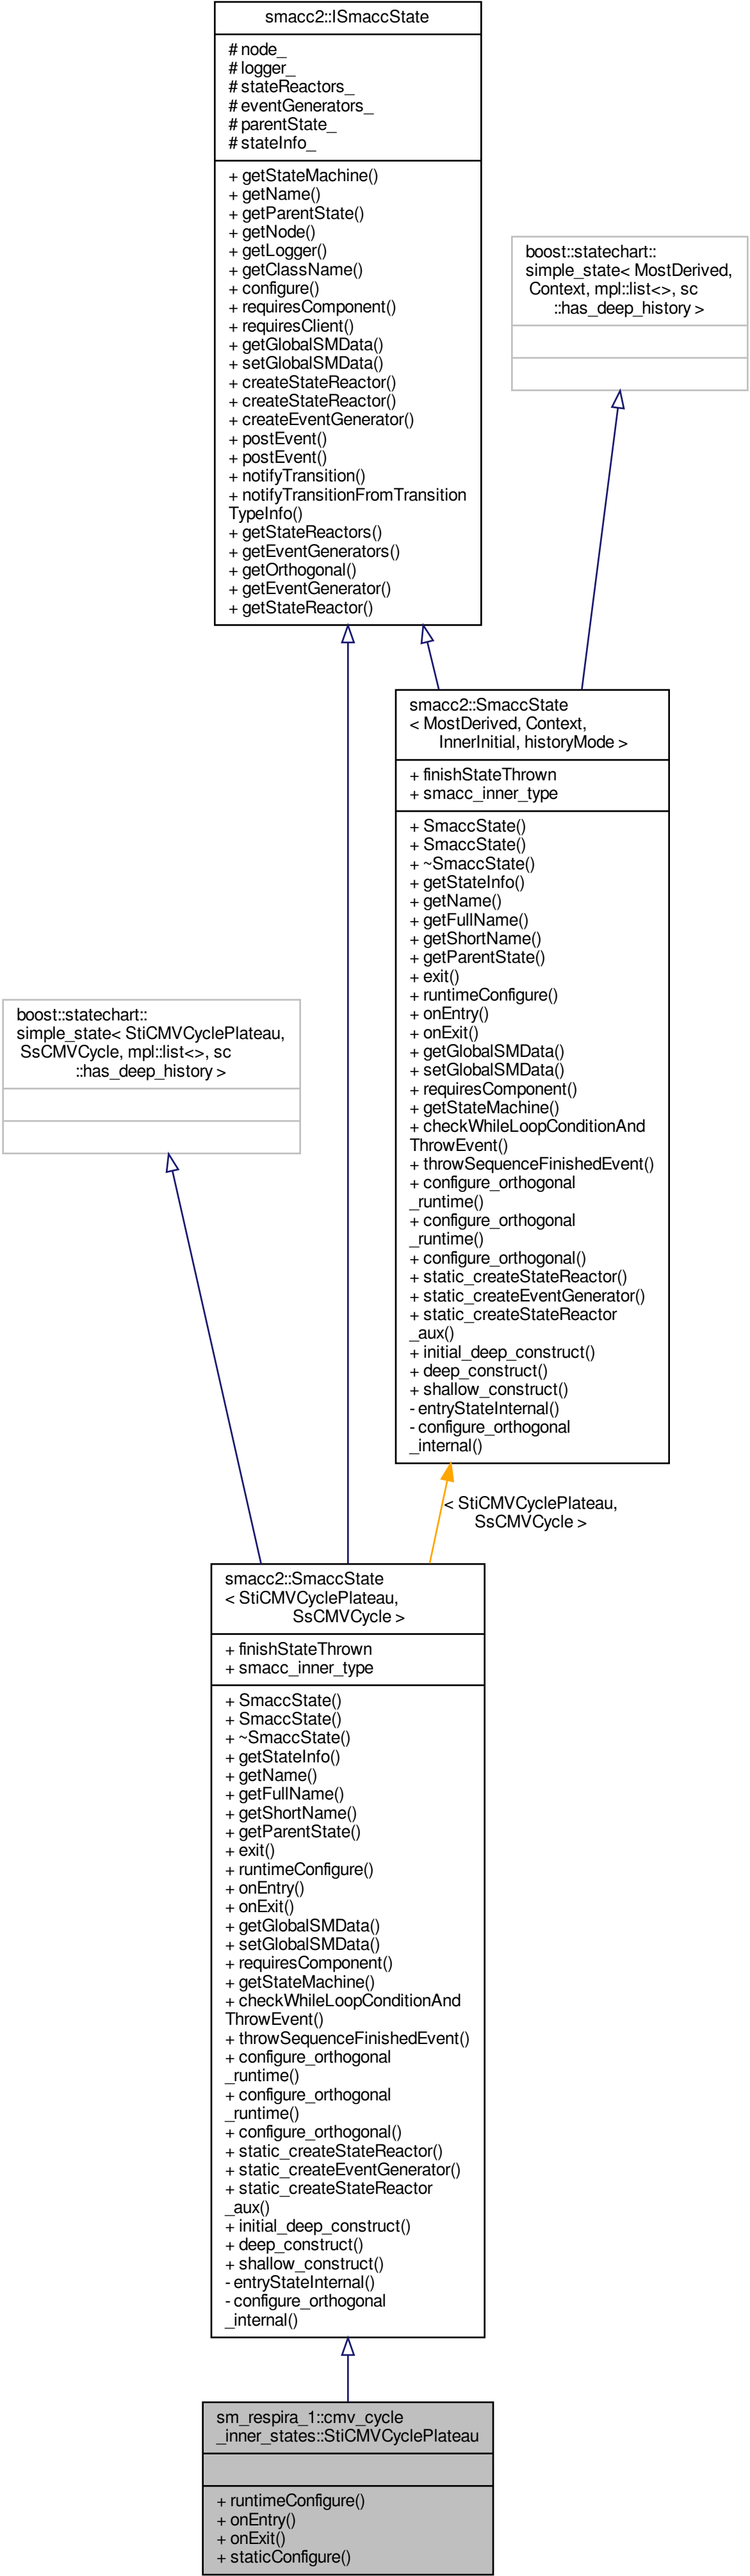 smacc2::ISmaccState
# node_
# logger_
# stateReactors_
# eventGenerators_
# parentState_
# stateInfo_
+ getStateMachine()
+ getName()
+ getParentState()
+ getNode()
+ getLogger()
+ getClassName()
+ configure()
+ requiresComponent()
+ requiresClient()
+ getGlobalSMData()
+ setGlobalSMData()
+ createStateReactor()
+ createStateReactor()
+ createEventGenerator()
+ postEvent()
+ postEvent()
+ notifyTransition()
+ notifyTransitionFromTransition
TypeInfo()
+ getStateReactors()
+ getEventGenerators()
+ getOrthogonal()
+ getEventGenerator()
+ getStateReactor()
boost::statechart::
simple_state< MostDerived,
Context, mpl::list<>, sc
::has_deep_history >
smacc2::SmaccState
< MostDerived, Context,
InnerInitial, historyMode >
+ finishStateThrown
+ smacc_inner_type
+ SmaccState()
+ SmaccState()
+ ~SmaccState()
+ getStateInfo()
+ getName()
+ getFullName()
+ getShortName()
+ getParentState()
+ exit()
+ runtimeConfigure()
+ onEntry()
+ onExit()
+ getGlobalSMData()
+ setGlobalSMData()
+ requiresComponent()
+ getStateMachine()
+ checkWhileLoopConditionAnd
ThrowEvent()
+ throwSequenceFinishedEvent()
+ configure_orthogonal
_runtime()
+ configure_orthogonal
_runtime()
+ configure_orthogonal()
+ static_createStateReactor()
+ static_createEventGenerator()
+ static_createStateReactor
_aux()
+ initial_deep_construct()
+ deep_construct()
+ shallow_construct()
- entryStateInternal()
- configure_orthogonal
_internal()
boost::statechart::
simple_state< StiCMVCyclePlateau,
SsCMVCycle, mpl::list<>, sc
::has_deep_history >
< StiCMVCyclePlateau,
SsCMVCycle >
smacc2::SmaccState
< StiCMVCyclePlateau,
SsCMVCycle >
+ finishStateThrown
+ smacc_inner_type
+ SmaccState()
+ SmaccState()
+ ~SmaccState()
+ getStateInfo()
+ getName()
+ getFullName()
+ getShortName()
+ getParentState()
+ exit()
+ runtimeConfigure()
+ onEntry()
+ onExit()
+ getGlobalSMData()
+ setGlobalSMData()
+ requiresComponent()
+ getStateMachine()
+ checkWhileLoopConditionAnd
ThrowEvent()
+ throwSequenceFinishedEvent()
+ configure_orthogonal
_runtime()
+ configure_orthogonal
_runtime()
+ configure_orthogonal()
+ static_createStateReactor()
+ static_createEventGenerator()
+ static_createStateReactor
_aux()
+ initial_deep_construct()
+ deep_construct()
+ shallow_construct()
- entryStateInternal()
- configure_orthogonal
_internal()
sm_respira_1::cmv_cycle
_inner_states::StiCMVCyclePlateau
+ runtimeConfigure()
+ onEntry()
+ onExit()
+ staticConfigure()